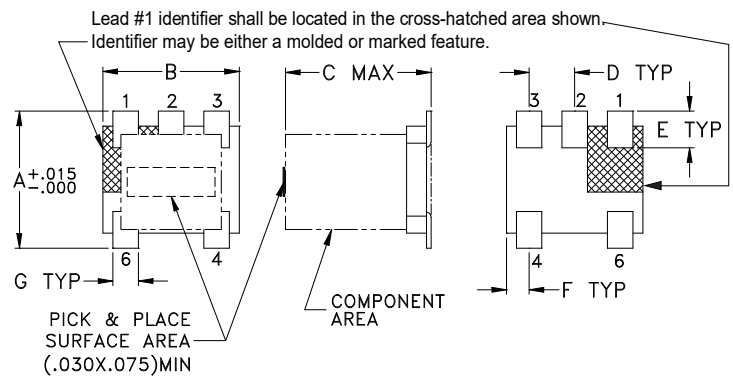 Lead #1 identifier shall be located in the cross-hatched area shown.
Identifier may be either a molded or marked feature.
B
C MAX
D TYP
1 2 3
3 2 1
E TYP
A+.015
-.000
6 4
4 6
G TYP
F TYP
PICK & PLACE
SURFACE AREA
(.030X.075)MIN
COMPONENT
AREA